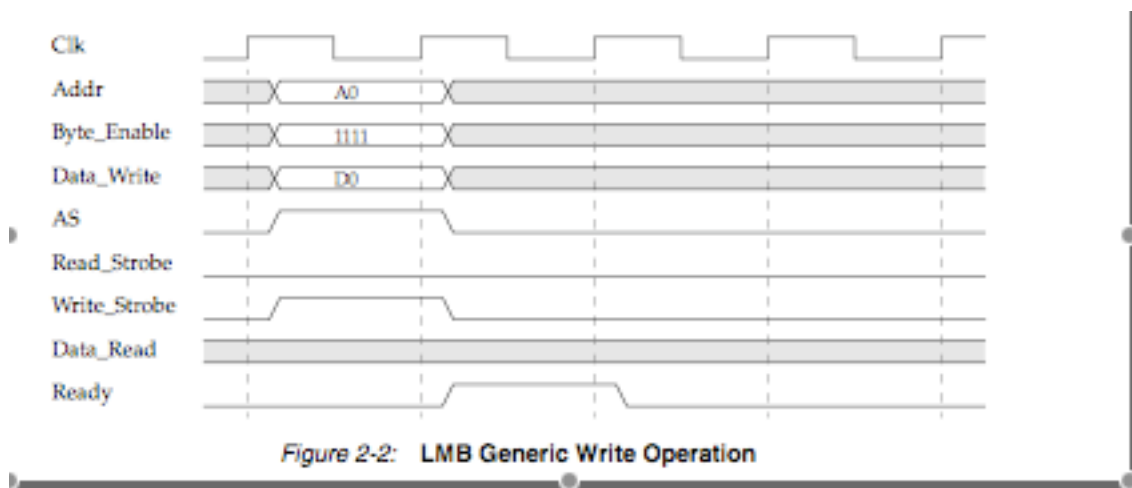 Clk
Addr A0
Byte_Enable 1111
Data_Write D0
AS
Read_Strobe
Write_Strobe
Data_Read
Ready
Figure 2-2: LMB Generic Write Operation